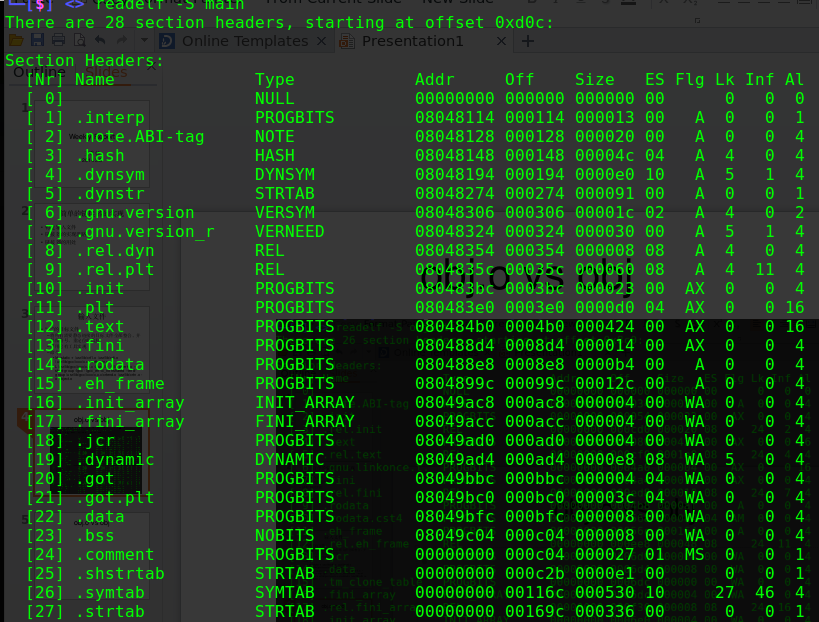 [$] <> readelf -S main
There are 28 section headers, starting at offset 0xd0c:
Online Templates Presentation1
Section Headers:
[Nr] Name Type Addr Off Size ES Flg Lk Inf Al
[ 0] NULL 00000000 000000 000000 00 0 0 0
[ 1] .interp PROGBITS 08048114 000114 000013 00 A 0 0 1
[ 2] .note.ABI-tag NOTE 08048128 000128 000020 00 A 0 0 4
[ 3] .hash HASH 08048148 000148 00004c 04 A 4 0 4
[ 4] .dynsym DYNSYM 08048194 000194 0000e0 10 A 5 1 4
[ 5] .dynstr STRTAB 08048274 000274 000091 00 A 0 0 1
[ 6] .gnu.version VERSYM 08048306 000306 00001c 02 A 4 0 2
[ 7] .gnu.version_r VERNEED 08048324 000324 000030 00 A 5 1 4
[ 8] .rel.dyn REL 08048354 000354 000008 08 A 4 0 4
[ 9] .rel.plt REL 0804835c 00035c 000060 08 A 4 11 4
[10] .init PROGBITS 080483bc 0003bc 000023 00 AX 0 0 4
[11] .plt PROGBITS 080483e0 0003e0 0000d0 04 AX 0 0 16
[12] .text PROGBITS 080484b0 0004b0 000424 00 AX 0 0 16
[13] .fini PROGBITS 080488d4 0008d4 000014 00 AX 0 0 4
[14] .rodata PROGBITS 080488e8 0008e8 0000b4 00 A 0 0 4
[15] .eh_frame PROGBITS 0804899c 00099c 00012c 00 A 0 0 4
[16] .init_array INIT_ARRAY 08049ac8 000ac8 000004 00 WA 0 0 4
[17] .fini_array FINI_ARRAY 08049acc 000acc 000004 00 WA 0 0 4
[18] .jcr PROGBITS 08049ad0 000ad0 000004 00 WA 0 0 4
[19] .dynamic DYNAMIC 08049ad4 000ad4 0000e8 08 WA 5 0 4
[20] .got PROGBITS 08049bbc 000bbc 000004 04 WA 0 0 4
[21] .got.plt PROGBITS 08049bc0 000bc0 00003c 04 WA 0 0 4
[22] .data PROGBITS 08049bfc 000bfc 000008 00 WA 0 0 4
[23] .bss NOBITS 08049c04 000c04 000008 00 WA 0 0 4
[24] .comment PROGBITS 00000000 000c04 000027 01 MS 0 0 1
[25] .shstrtab STRTAB 00000000 000c2b 0000e1 00 0 0 1
[26] .symtab SYMTAB 00000000 00116c 000530 10 27 46 4
[27] .strtab STRTAB 00000000 00169c 000336 00 0 0 1